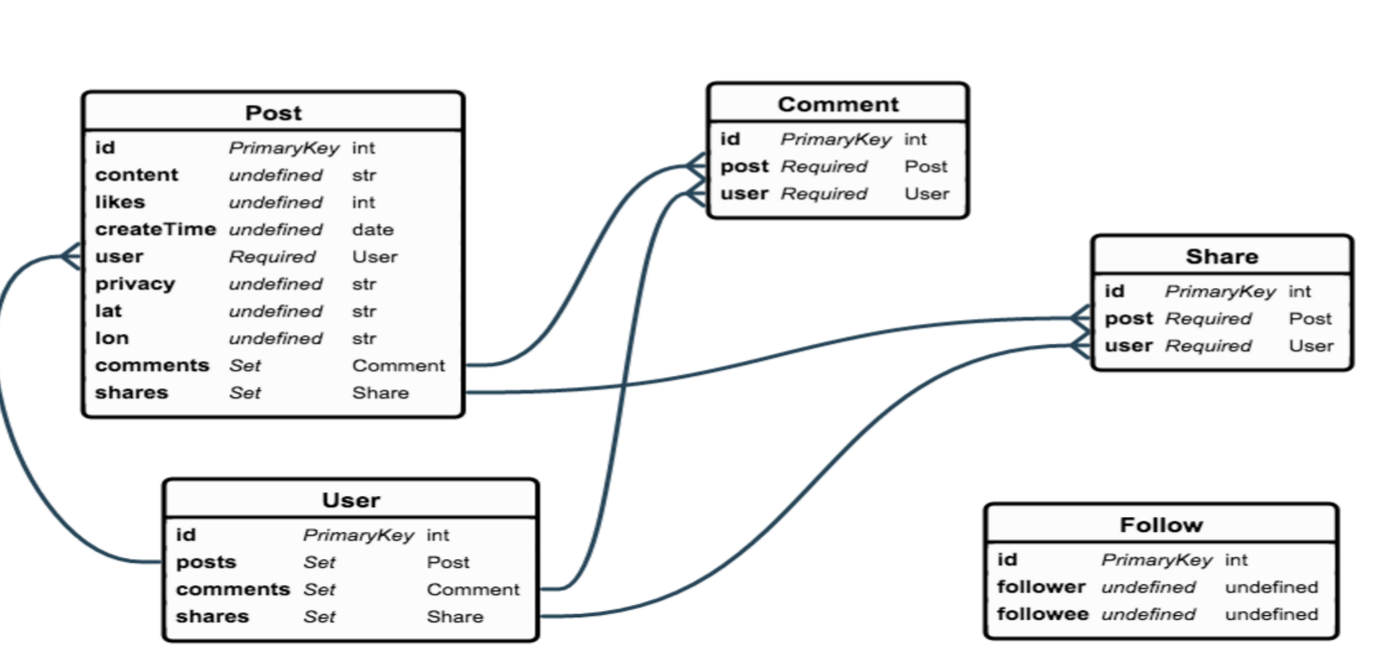 Post
id PrimaryKey int
content undefined str
likes undefined int
createTime undefined date
user Required User
privacy undefined str
lat undefined str
lon undefined str
comments Set Comment
shares Set Share
Comment
id PrimaryKey int
post Required Post
user Required User
Share
id PrimaryKey int
post Required Post
user Required User
User
id PrimaryKey int
posts Set Post
comments Set Comment
shares Set Share
Follow
id PrimaryKey int
follower undefined undefined
followee undefined undefined